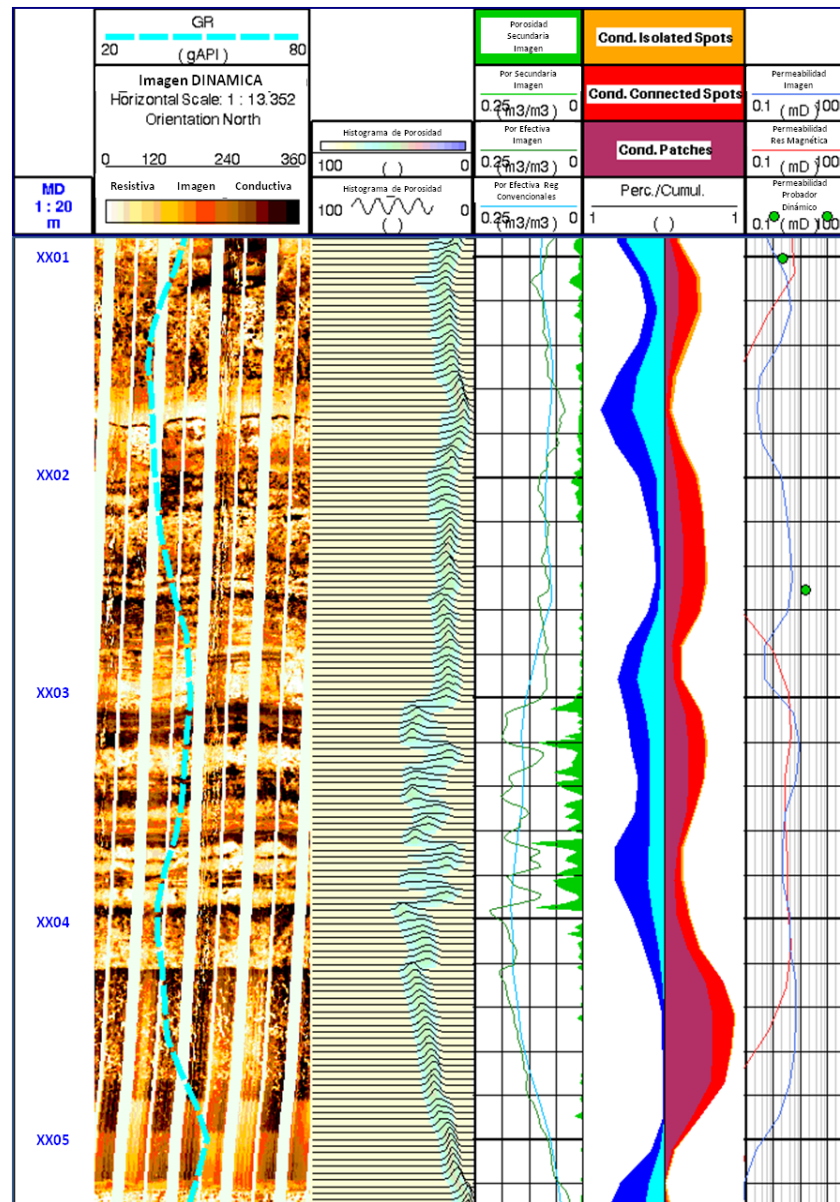 GR
20 80
(gAPI)
Imagen DINAMICA
Horizontal Scale: 1 : 13.352
Orientation North
0 120 240 360
Resistiva Imagen Conductiva
MD
1 : 20
m
Histograma de Porosidad
100 ( ) 0
Histograma de Porosidad
100 0
( )
Porosidad
Secundaria
Imagen
Por Secundaria
Imagen
0.25 (m3/m3) 0
Por Efectiva
Imagen
0.25 (m3/m3) 0
Por Efectiva Reg
Convencionales
0.25 (m3/m3) 0
Cond. Isolated Spots
Cond. Connected Spots
Cond. Patches
Perc./Cumul.
1 ( ) 1
Permeabilidad
Imagen
0.1 (mD) 100
Permeabilidad
Res Magnética
0.1 (mD) 100
Permeabilidad
Probador
Dinámico
0.1 (mD) 100
XX01
XX02
XX03
XX04
XX05